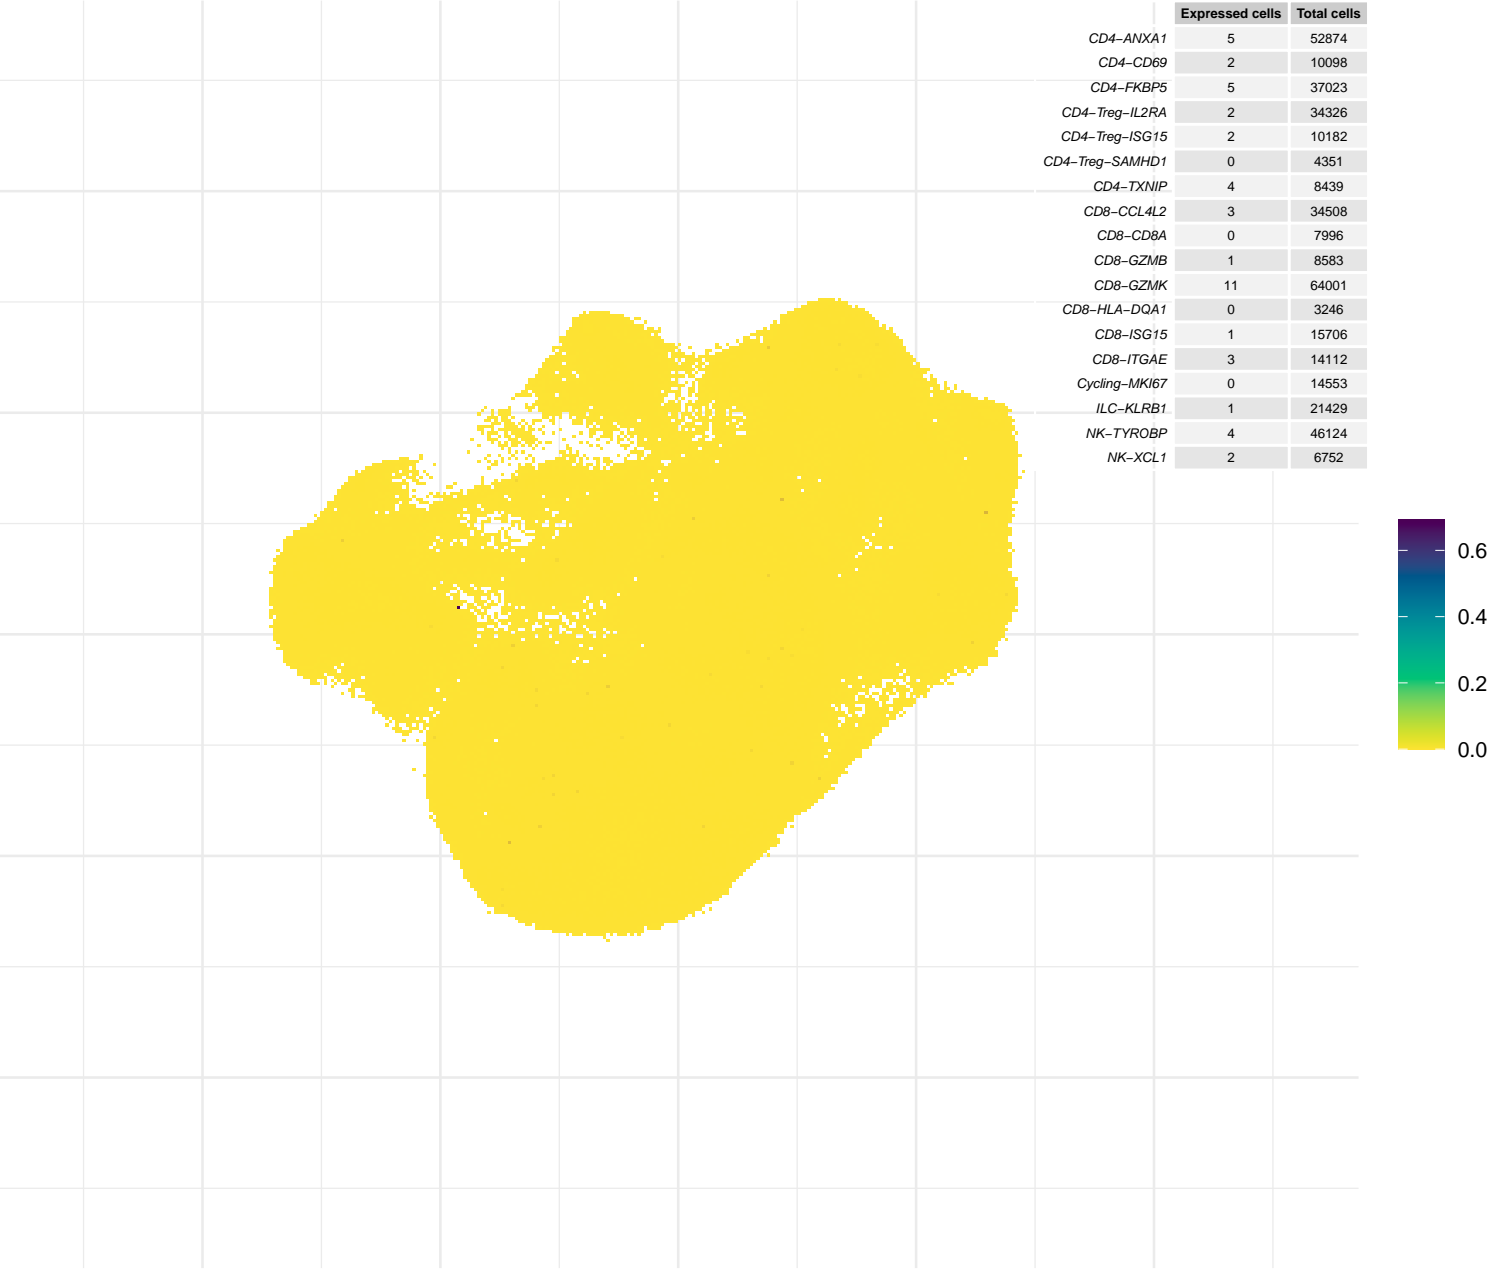 Expressed cells Total cells
CD4−ANXA1 5 52874
CD4−CD69 2 10098
CD4−FKBP5 5 37023
CD4−Treg−IL2RA 2 34326
CD4−Treg−ISG15 2 10182
CD4−Treg−SAMHD1 0 4351
CD4−TXNIP 4 8439
CD8−CCL4L2 3 34508
CD8−CD8A 0 7996
CD8−GZMB 1 8583
CD8−GZMK 11 64001
CD8−HLA−DQA1 0 3246
CD8−ISG15 1 15706
CD8−ITGAE 3 14112
Cycling−MKI67 0 14553
ILC−KLRB1 1 21429
NK−TYROBP 4 46124
NK−XCL1 2 6752
0.6
0.4
0.2
0.0